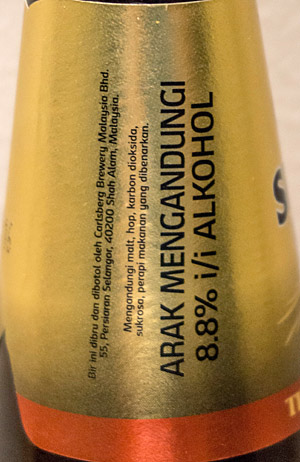 Bir ini dibru dan dibotol oleh Carlsberg Brewery Malaysia Bhd.
55, Persiaran Selangor, 40200 Shah Alam, Malaysia.
Mengandungi malt, hop, karbon dioksida,
sukrosa, perapi makanan yang dibenarkan.
ARAK MENGANDUNGI
8.8% i/i ALKOHOL